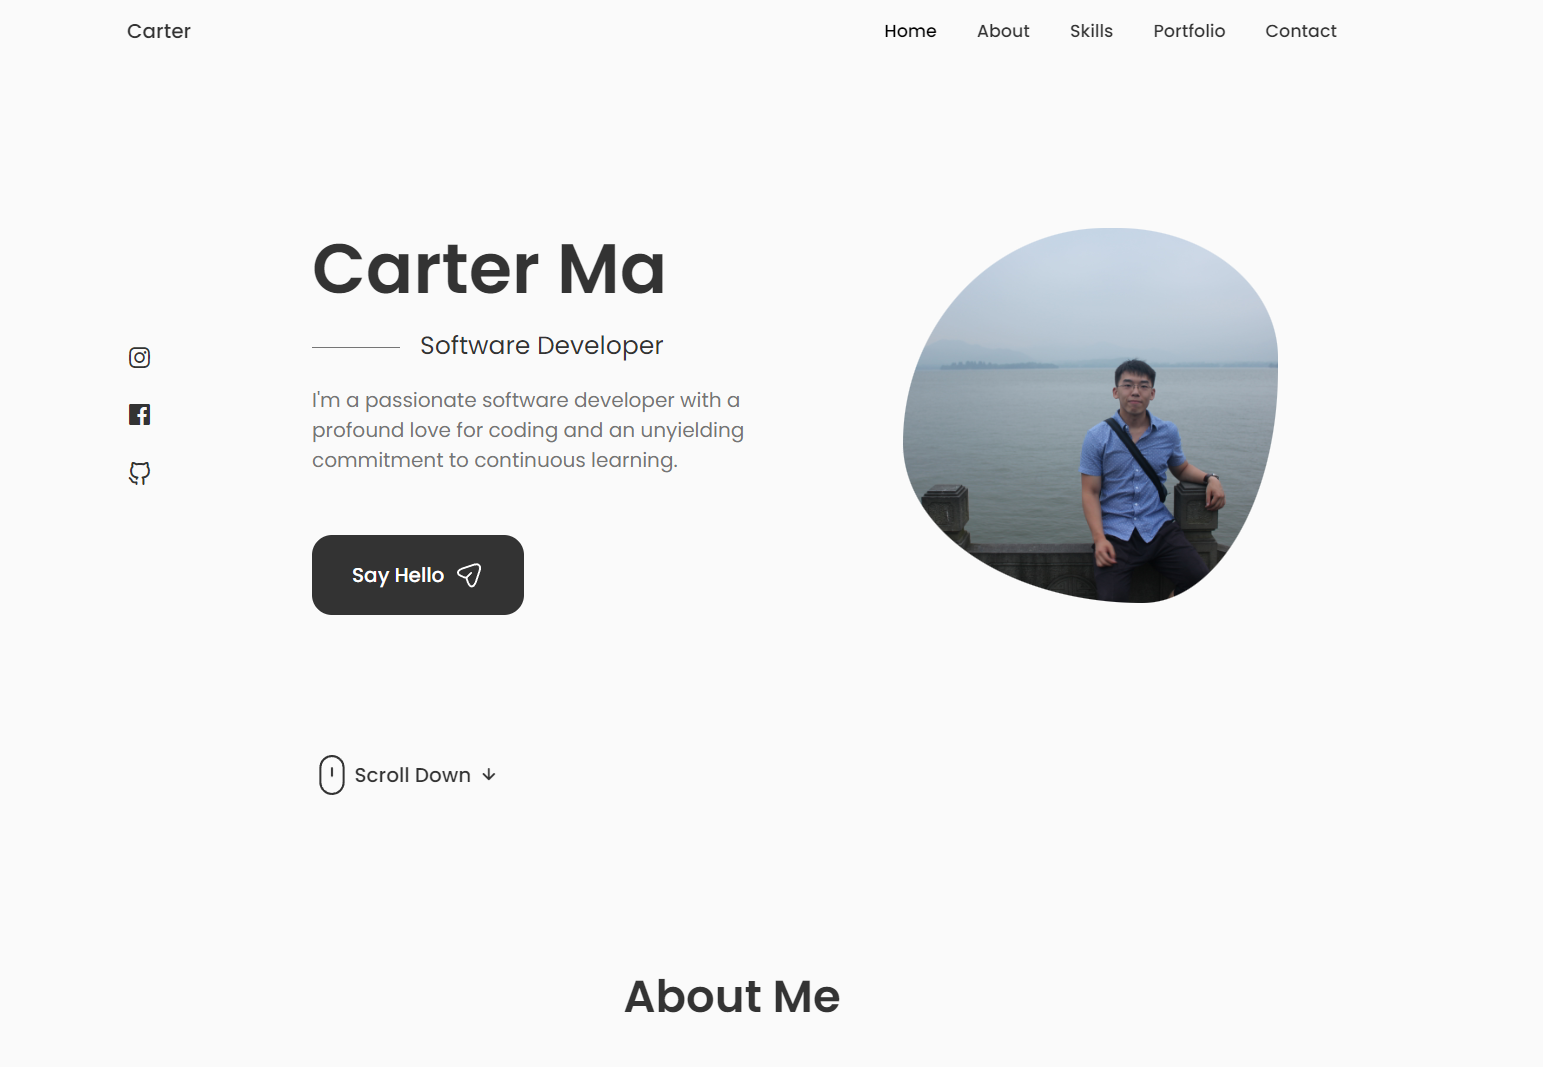 Carter
Home About Skills Portfolio Contact
Carter Ma
Software Developer
I'm a passionate software developer with a
profound love for coding and an unyielding
commitment to continuous learning.
Say Hello
Scroll Down
About Me